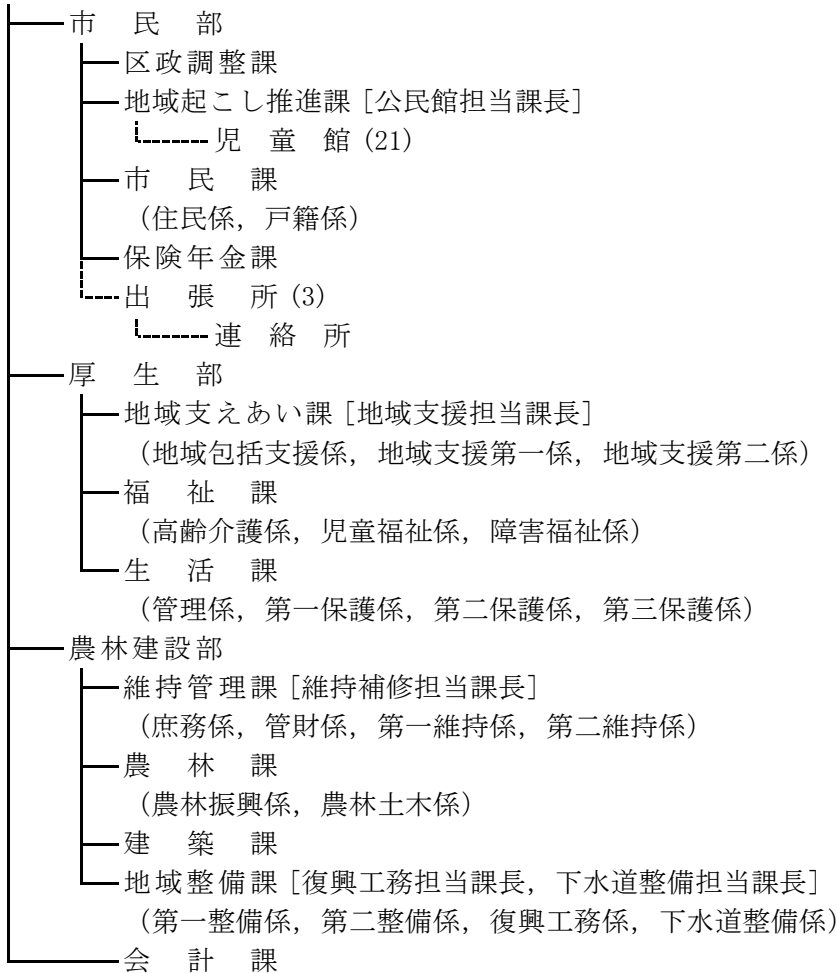 市民部
区政調整課
地域起こし推進課［公民館担当課長］
児童館(21)
市民課
（住民係，戸籍係）
保険年金課
出張所(3)
連絡所
厚生部
地域支えあい課［地域支援担当課長］
（地域包括支援係，地域支援第一係，地域支援第二係）
福祉課
（高齢介護係，児童福祉係，障害福祉係）
生活課
（管理係，第一保護係，第二保護係，第三保護係）
農林建設部
維持管理課［維持補修担当課長］
（庶務係，管財係，第一維持係，第二維持係）
農林課
（農林振興係，農林土木係）
建築課
地域整備課［復興工務担当課長，下水道整備担当課長］
（第一整備係，第二整備係，復興工務係，下水道整備係）
会計課